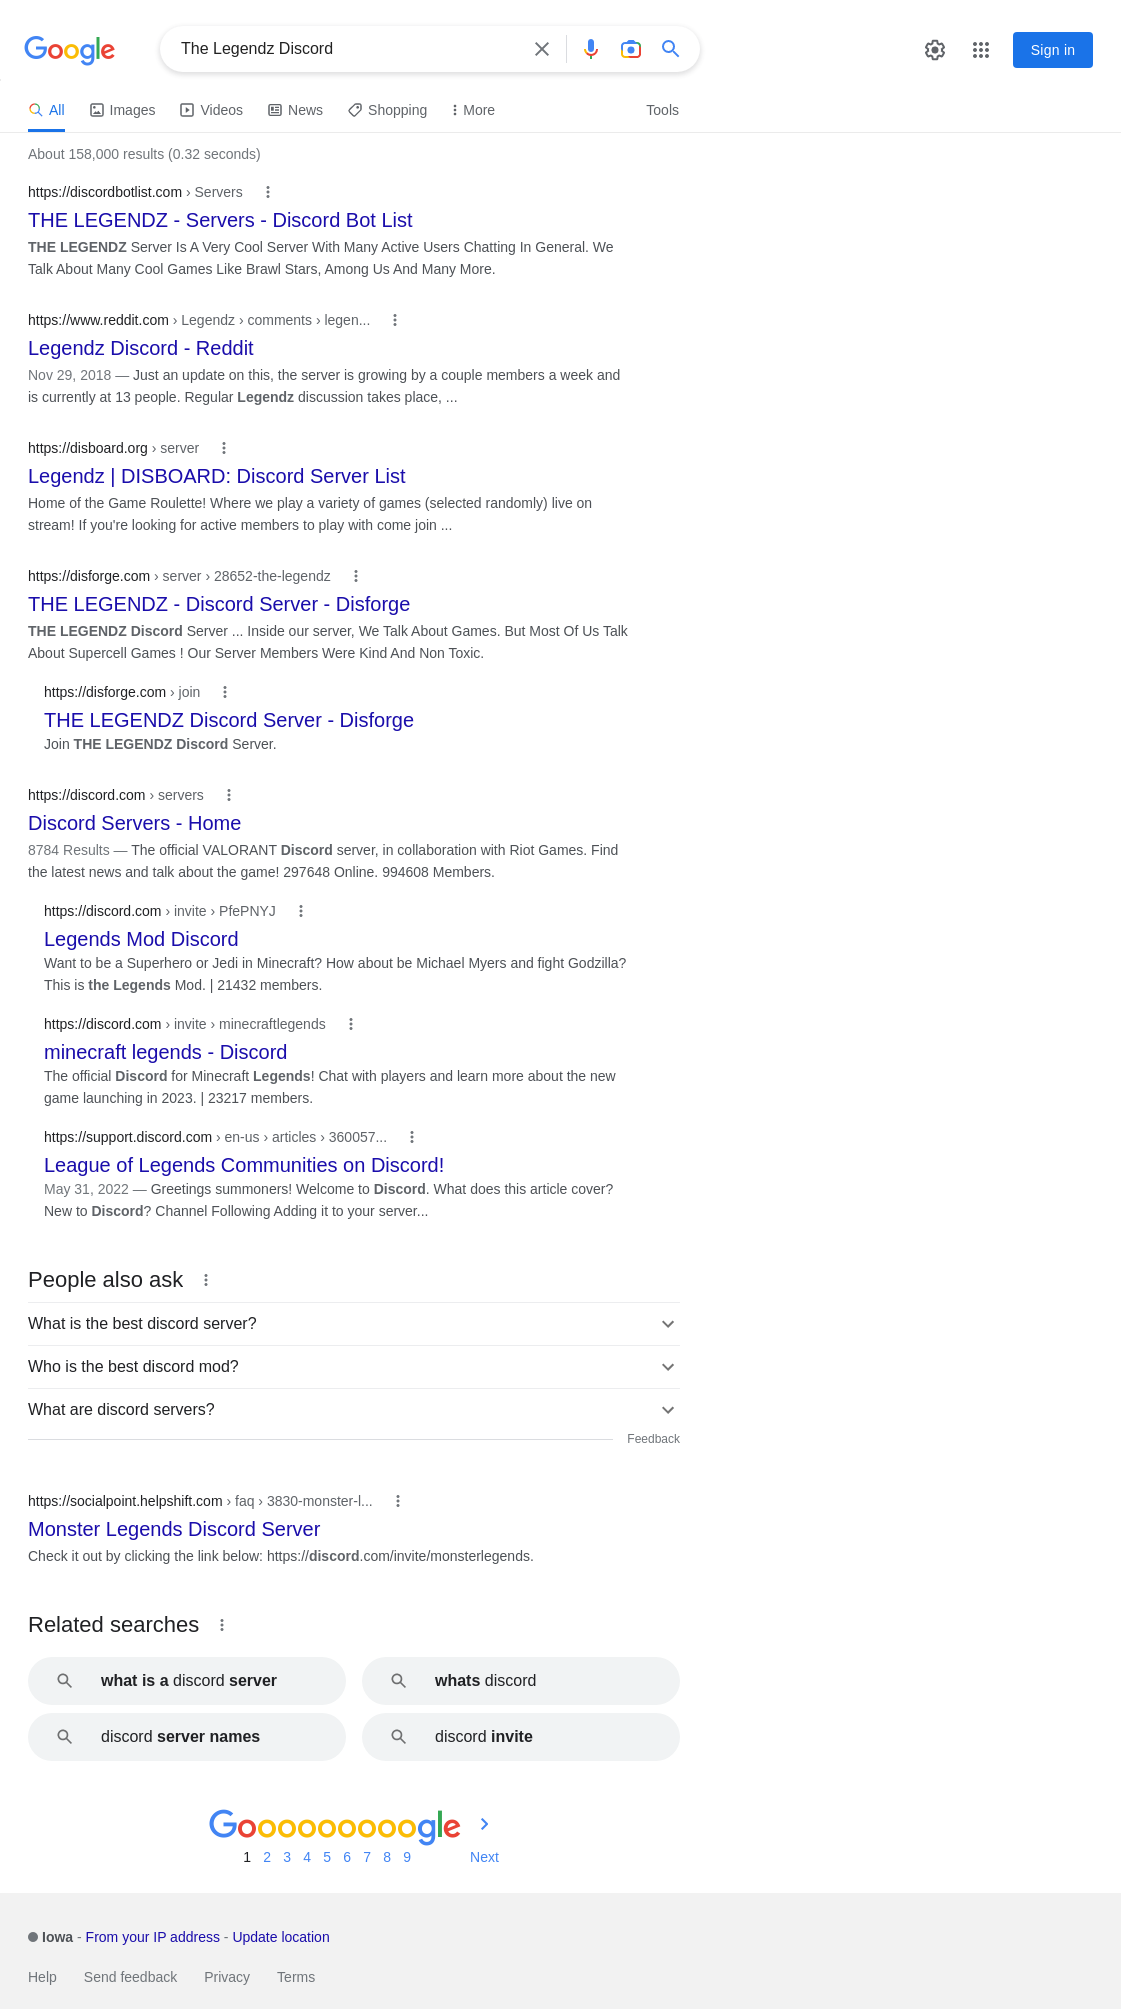 Google
The Legendz Discord
Sign in
All Images Videos News Shopping More Tools
About 158,000 results (0.32 seconds)
https://discordbotlist.com › Servers
THE LEGENDZ - Servers - Discord Bot List
THE LEGENDZ Server Is A Very Cool Server With Many Active Users Chatting In General. We
Talk About Many Cool Games Like Brawl Stars, Among Us And Many More.
https://www.reddit.com › Legendz › comments › legen...
Legendz Discord - Reddit
Nov 29, 2018 — Just an update on this, the server is growing by a couple members a week and
is currently at 13 people. Regular Legendz discussion takes place, ...
https://disboard.org › server
Legendz | DISBOARD: Discord Server List
Home of the Game Roulette! Where we play a variety of games (selected randomly) live on
stream! If you're looking for active members to play with come join ...
https://disforge.com › server › 28652-the-legendz
THE LEGENDZ - Discord Server - Disforge
THE LEGENDZ Discord Server ... Inside our server, We Talk About Games. But Most Of Us Talk
About Supercell Games ! Our Server Members Were Kind And Non Toxic.
https://disforge.com › join
THE LEGENDZ Discord Server - Disforge
Join THE LEGENDZ Discord Server.
https://discord.com › servers
Discord Servers - Home
8784 Results — The official VALORANT Discord server, in collaboration with Riot Games. Find
the latest news and talk about the game! 297648 Online. 994608 Members.
https://discord.com › invite › PfePNYJ
Legends Mod Discord
Want to be a Superhero or Jedi in Minecraft? How about be Michael Myers and fight Godzilla?
This is the Legends Mod. | 21432 members.
https://discord.com › invite › minecraftlegends
minecraft legends - Discord
The official Discord for Minecraft Legends! Chat with players and learn more about the new
game launching in 2023. | 23217 members.
https://support.discord.com › en-us › articles › 360057...
League of Legends Communities on Discord!
May 31, 2022 — Greetings summoners! Welcome to Discord. What does this article cover?
New to Discord? Channel Following Adding it to your server...
People also ask
What is the best discord server?
Who is the best discord mod?
What are discord servers?
Feedback
https://socialpoint.helpshift.com › faq › 3830-monster-l...
Monster Legends Discord Server
Check it out by clicking the link below: https://discord.com/invite/monsterlegends.
Related searches
what is a discord server
whats discord
discord server names
discord invite
Goooooooooogle
1 2 3 4 5 6 7 8 9 Next
Iowa - From your IP address - Update location
Help Send feedback Privacy Terms